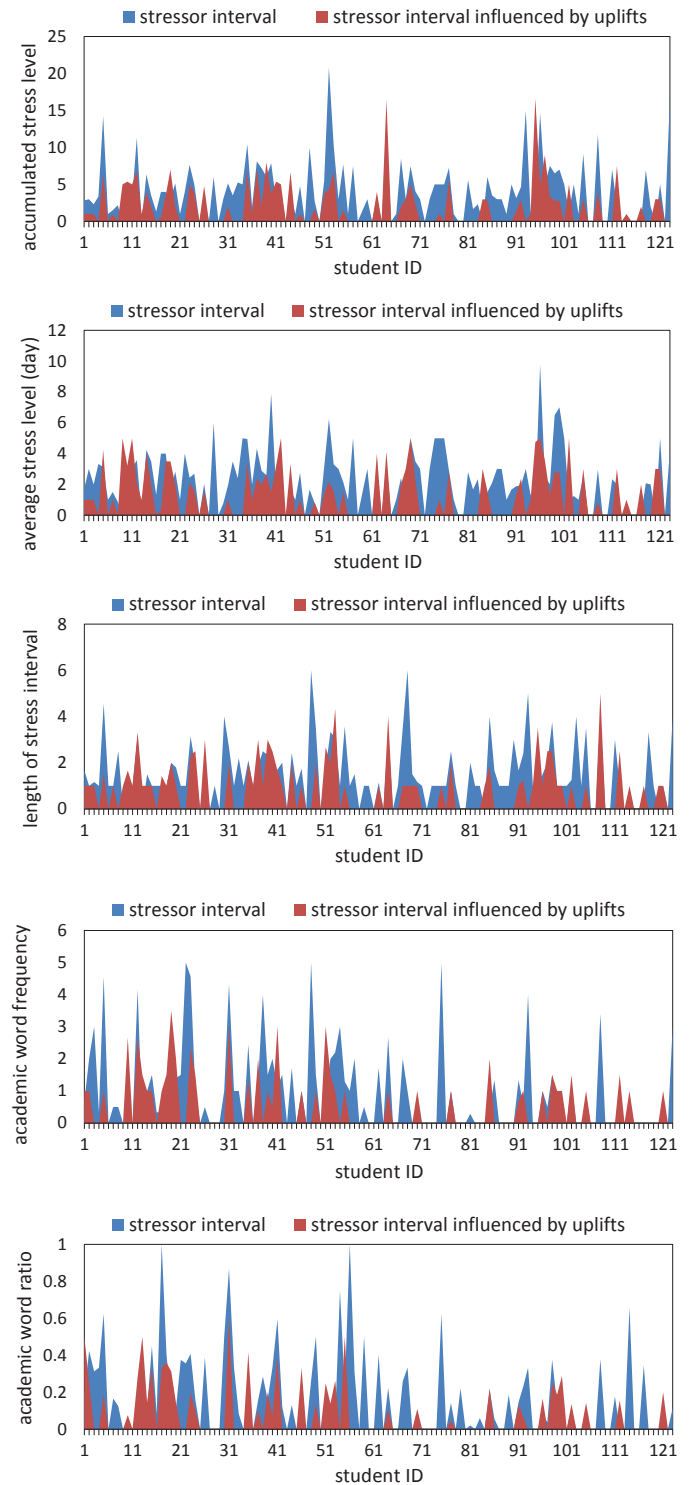 stressor interval stressor interval influenced by uplifts
accumulated stress level
25
20
15
10
5
0
1 11 21 31 41 51 61 71 81 91 101 111 121
student ID
stressor interval stressor interval influenced by uplifts
average stress level (day)
12
10
8
6
4
2
0
1 11 21 31 41 51 61 71 81 91 101 111 121
student ID
stressor interval stressor interval influenced by uplifts
length of stress interval
8
6
4
2
0
1 11 21 31 41 51 61 71 81 91 101 111 121
student ID
stressor interval stressor interval influenced by uplifts
academic word frequency
6
5
4
3
2
1
0
1 11 21 31 41 51 61 71 81 91 101 111 121
student ID
stressor interval stressor interval influenced by uplifts
academic word ratio
1
0.8
0.6
0.4
0.2
0
1 11 21 31 41 51 61 71 81 91 101 111 121
student ID